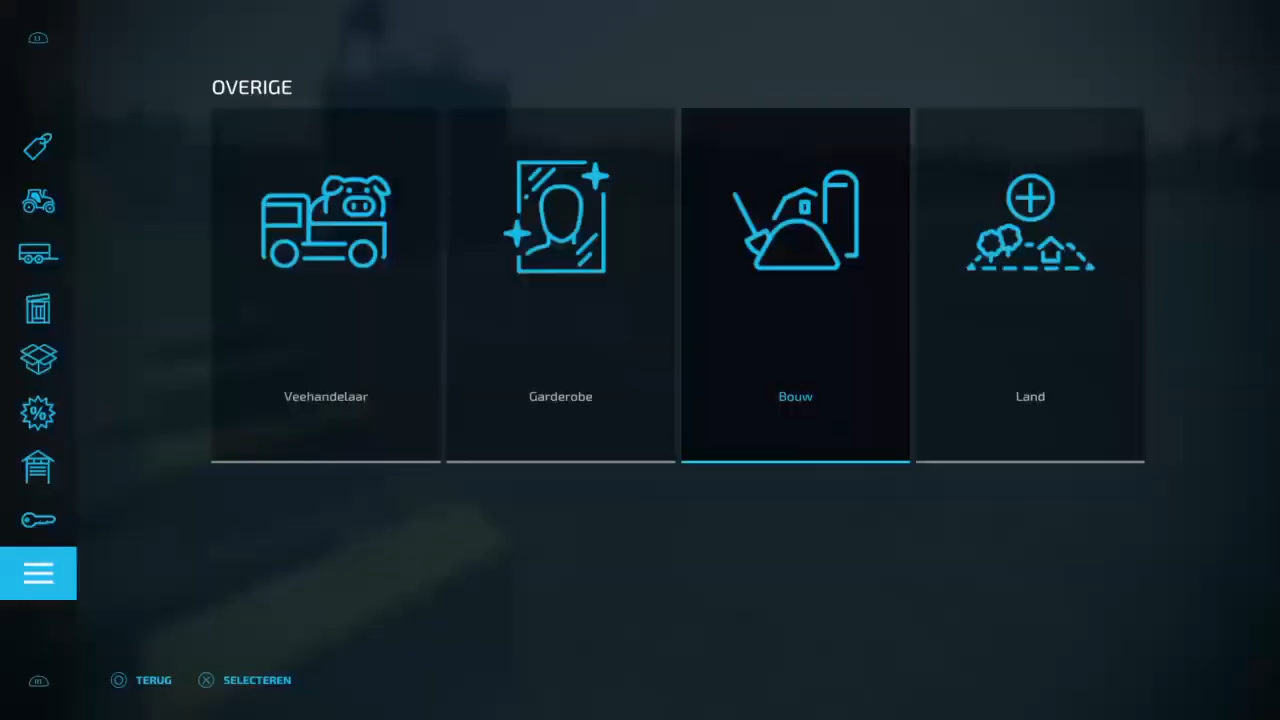 OVERIGE
Veehandelaar
Garderobe
Bouw
Land
%
TERUG
SELECTEREN